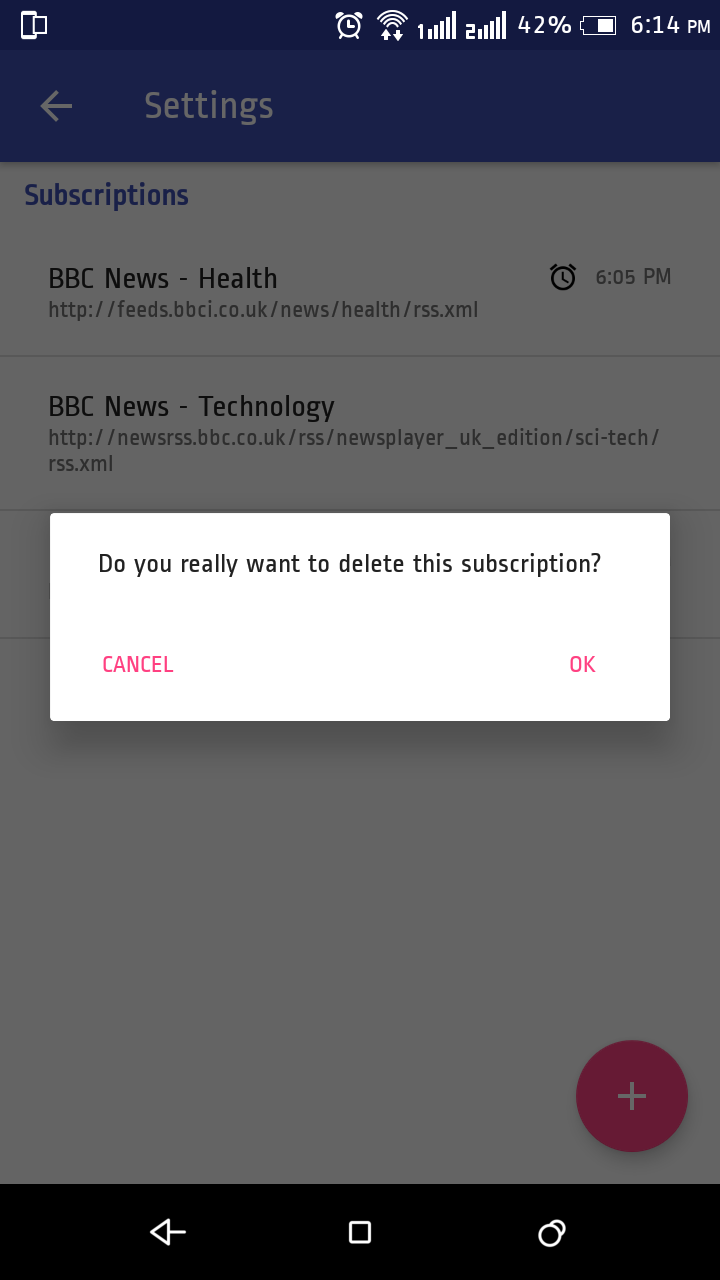 42% 6:14 PM
Settings
Subscriptions
BBC News - Health 6:05 PM
http://feeds.bbci.co.uk/news/health/rss.xml
BBC News - Technology
http://newsrss.bbc.co.uk/rss/newsplayer_uk_edition/sci-tech/
rss.xml
Do you really want to delete this subscription?
CANCEL OK